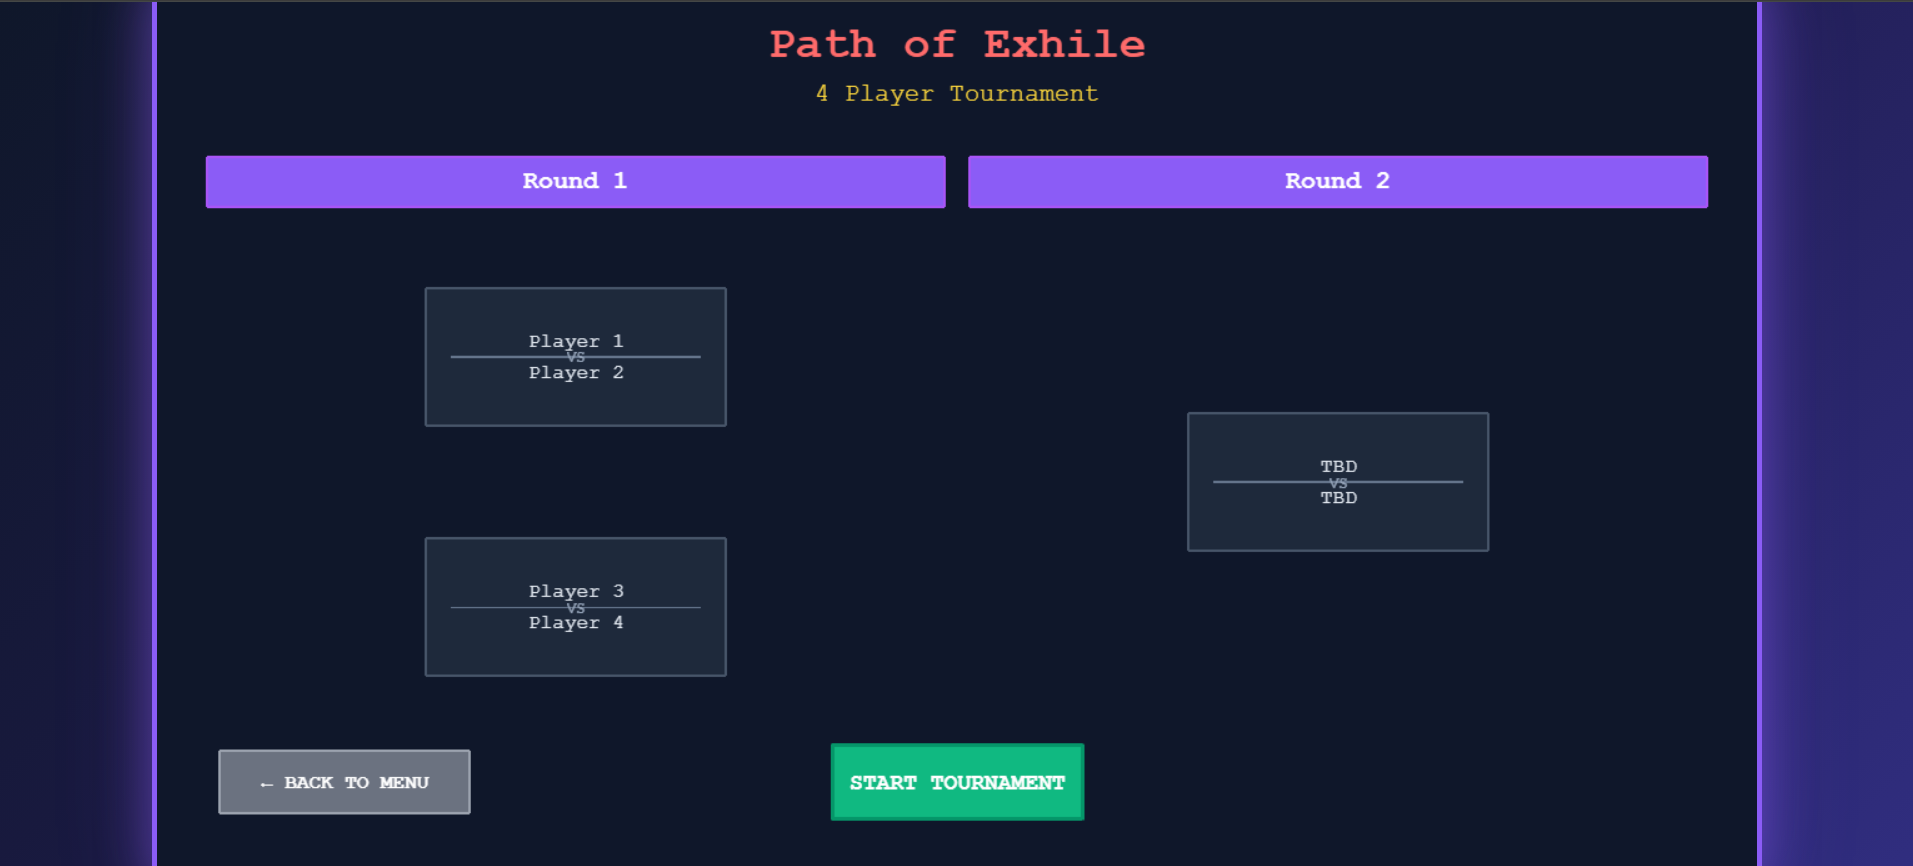 Path of Exhile
4 Player Tournament
Round 1
Round 2
Player 1
VS
Player 2
TBD
VS
TBD
Player 3
VS
Player 4
← BACK TO MENU
START TOURNAMENT